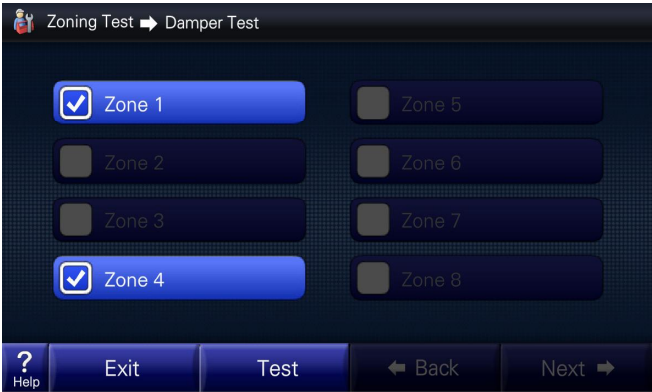 Zoning Test ➡ Damper Test
Zone 1
Zone 2
Zone 3
Zone 4
Zone 5
Zone 6
Zone 7
Zone 8
? Help
Exit
Test
⬅ Back
Next ➡